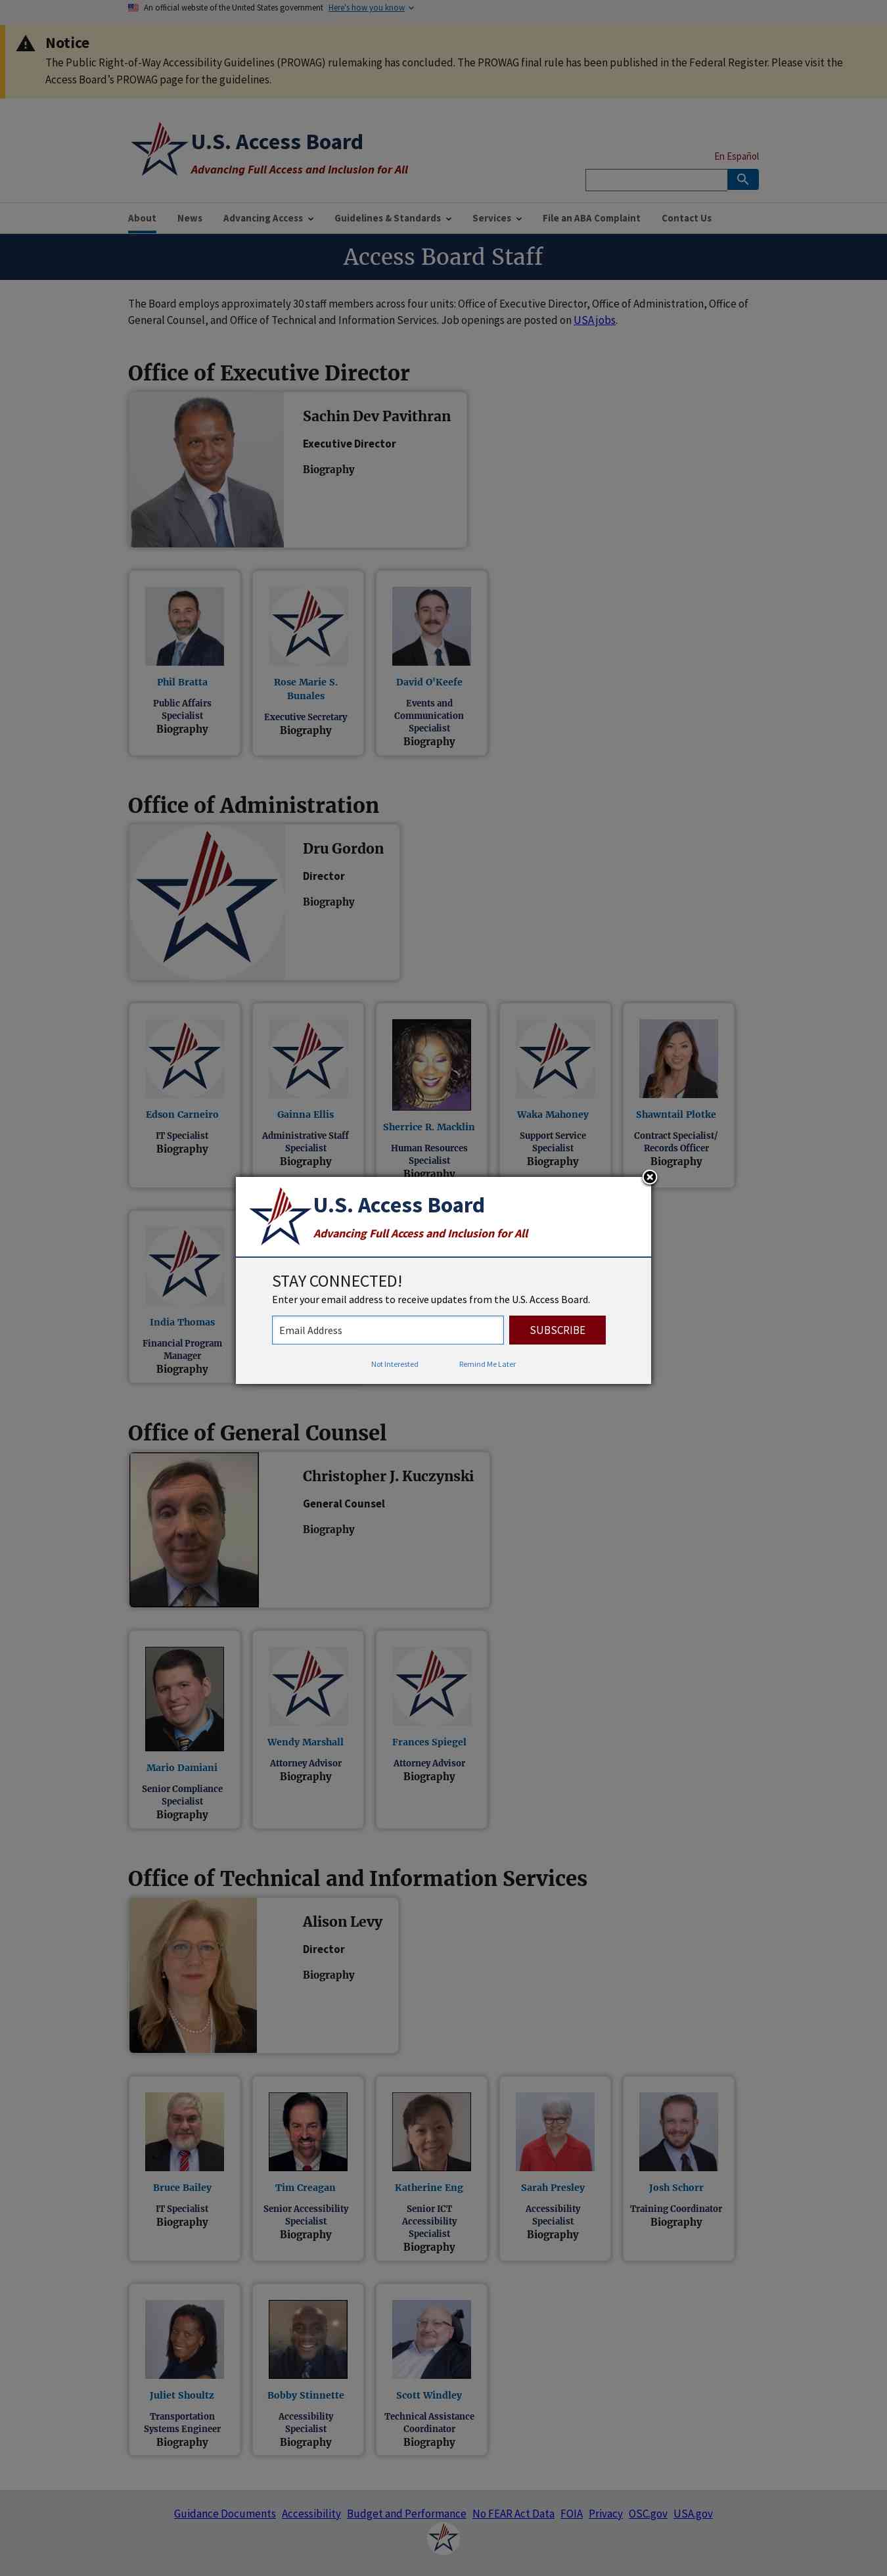 An official website of the United States government Here's how you know
Notice
The Public Right-of-Way Accessibility Guidelines (PROWAG) rulemaking has concluded. The PROWAG final rule has been published in the Federal Register. Please visit the
Access Board's PROWAG page for the guidelines.
U.S. Access Board
Advancing Full Access and Inclusion for All
En Español
About News Advancing Access Guidelines & Standards Services File an ABA Complaint Contact Us
Access Board Staff
The Board employs approximately 30 staff members across four units: Office of Executive Director, Office of Administration, Office of
General Counsel, and Office of Technical and Information Services. Job openings are posted on USA jobs.
Office of Executive Director
Sachin Dev Pavithran
Executive Director
Biography
Phil Bratta
Public Affairs
Specialist
Biography
Rose Marie S.
Bunales
Executive Secretary
Biography
David O'Keefe
Events and
Communication
Specialist
Biography
Office of Administration
Dru Gordon
Director
Biography
Edson Carneiro
IT Specialist
Biography
Gainna Ellis
Administrative Staff
Specialist
Biography
Sherrice R. Macklin
Human Resources
Specialist
Biography
Waka Mahoney
Support Service
Specialist
Biography
Shawntail Plotke
Contract Specialist/
Records Officer
Biography
U.S. Access Board
Advancing Full Access and Inclusion for All
STAY CONNECTED!
Enter your email address to receive updates from the U.S. Access Board.
Email Address
SUBSCRIBE
Not Interested Remind Me Later
India Thomas
Financial Program
Manager
Biography
Office of General Counsel
Christopher J. Kuczynski
General Counsel
Biography
Mario Damiani
Senior Compliance
Specialist
Biography
Wendy Marshall
Attorney Advisor
Biography
Frances Spiegel
Attorney Advisor
Biography
Office of Technical and Information Services
Alison Levy
Director
Biography
Bruce Bailey
IT Specialist
Biography
Tim Creagan
Senior Accessibility
Specialist
Biography
Katherine Eng
Senior ICT
Accessibility
Specialist
Biography
Sarah Presley
Accessibility
Specialist
Biography
Josh Schorr
Training Coordinator
Biography
Juliet Shoultz
Transportation
Systems Engineer
Biography
Bobby Stinnette
Accessibility
Specialist
Biography
Scott Windley
Technical Assistance
Coordinator
Biography
Guidance Documents Accessibility Budget and Performance No FEAR Act Data FOIA Privacy OSC.gov USA.gov